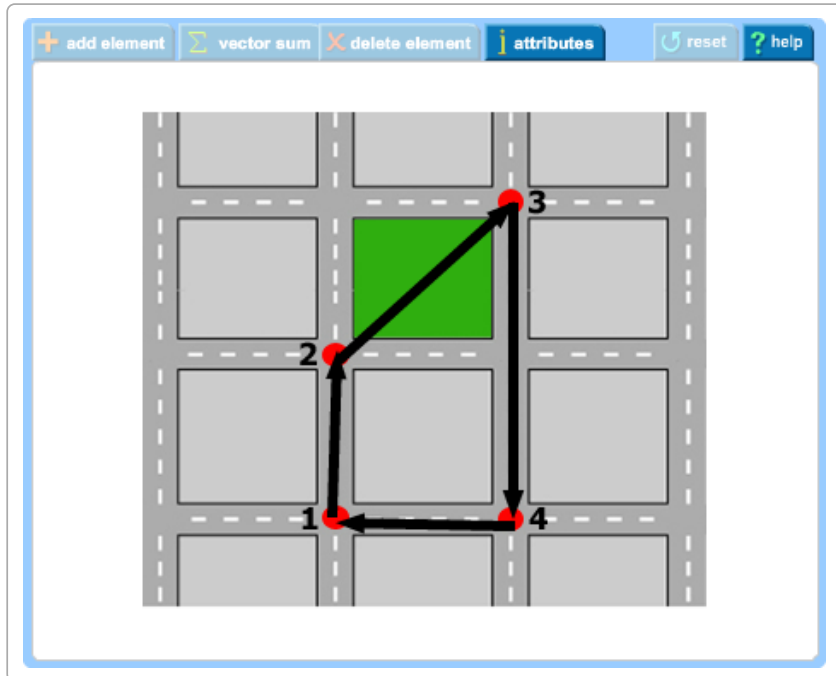 add element vector sum delete element attributes reset ? help
3
2
1
4